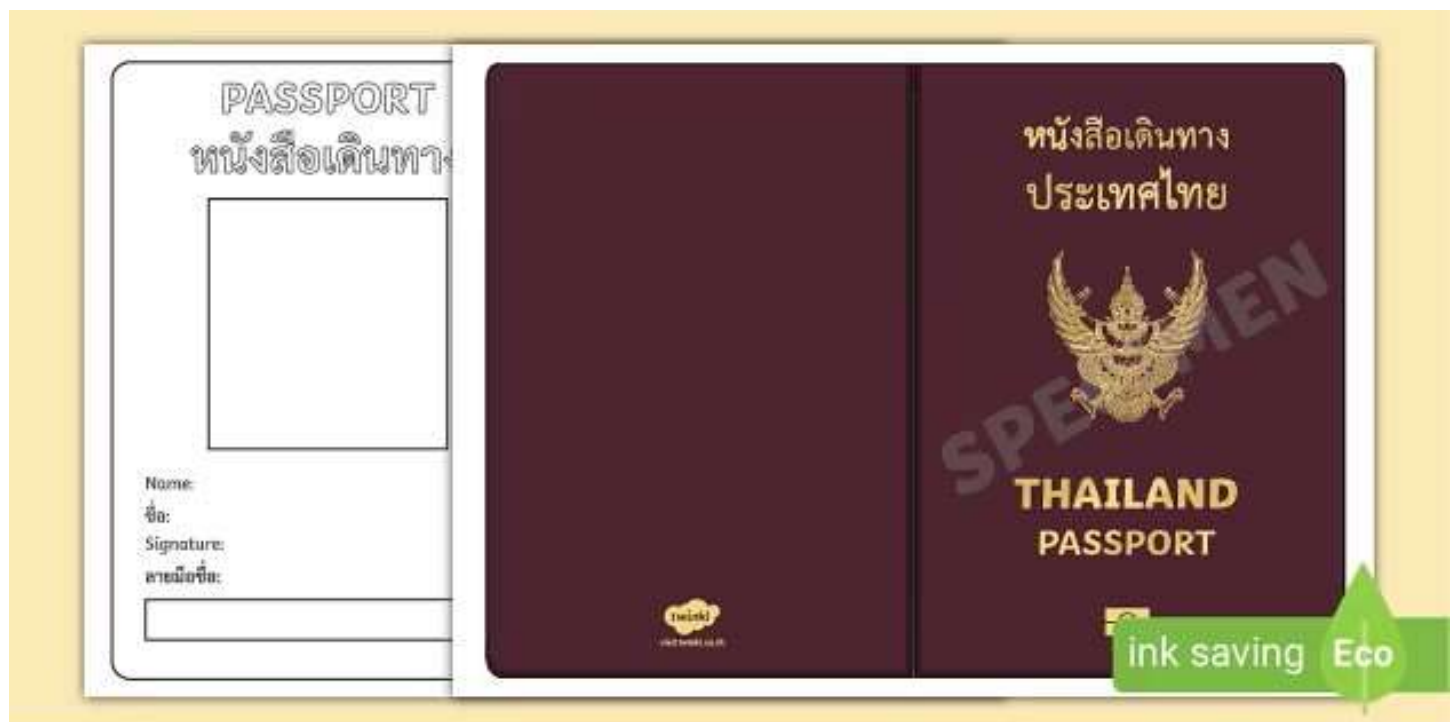 PASSPORT
หนังสือเดินทาง
Name:
ชื่อ:
Signature:
ลายมือชื่อ:
หนังสือเดินทาง
ประเทศไทย
SPECIMEN
THAILAND
PASSPORT
twinkl
ink saving
Eco